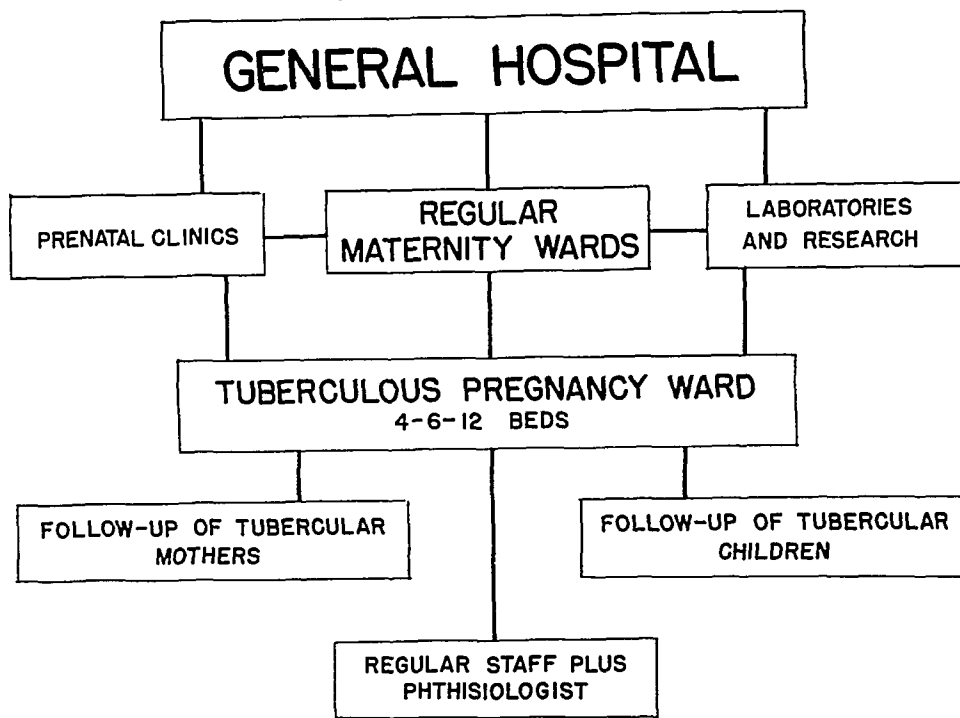 GENERAL HOSPITAL
PRENATAL CLINICS
REGULAR
MATERNITY WARDS
LABORATORIES
AND RESEARCH
TUBERCULOUS PREGNANCY WARD
4-6-12 BEDS
FOLLOW-UP OF TUBERCULAR
MOTHERS
FOLLOW-UP OF TUBERCULAR
CHILDREN
REGULAR STAFF PLUS
PHTHISIOLOGIST